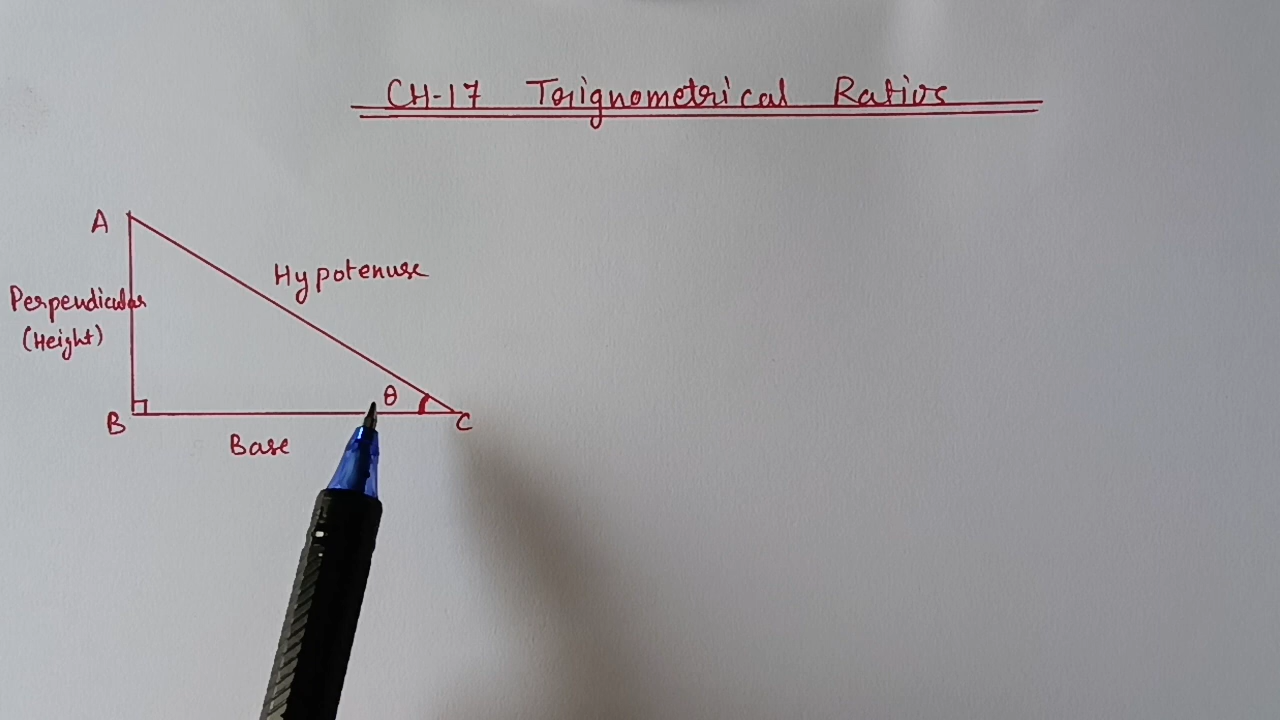 CH-17 Trignometrical Ratios
A
Hypotenuse
Perpendicular
(Height)
θ
B
C
Base